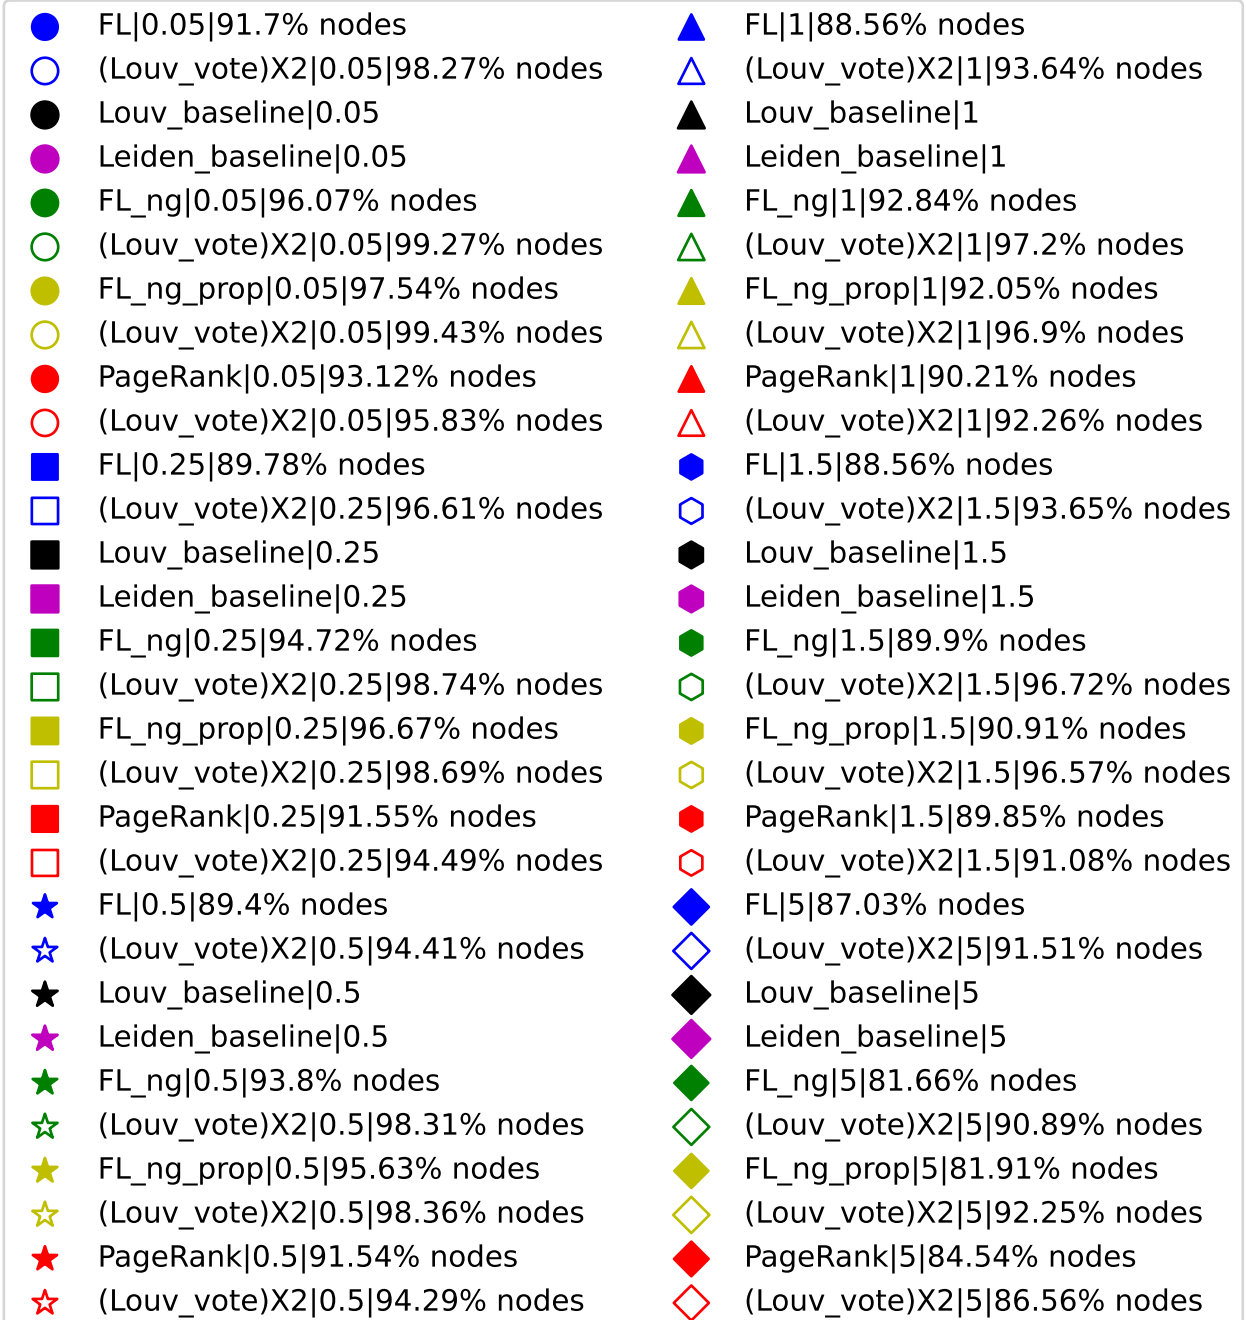 FL|0.05|91.7% nodes
(Louv_vote)X2|0.05|98.27% nodes
Louv_baseline|0.05
Leiden_baseline|0.05
FL_ng|0.05|96.07% nodes
(Louv_vote)X2|0.05|99.27% nodes
FL_ng_prop|0.05|97.54% nodes
(Louv_vote)X2|0.05|99.43% nodes
PageRank|0.05|93.12% nodes
(Louv_vote)X2|0.05|95.83% nodes
FL|0.25|89.78% nodes
(Louv_vote)X2|0.25|96.61% nodes
Louv_baseline|0.25
Leiden_baseline|0.25
FL_ng|0.25|94.72% nodes
(Louv_vote)X2|0.25|98.74% nodes
FL_ng_prop|0.25|96.67% nodes
(Louv_vote)X2|0.25|98.69% nodes
PageRank|0.25|91.55% nodes
(Louv_vote)X2|0.25|94.49% nodes
FL|0.5|89.4% nodes
(Louv_vote)X2|0.5|94.41% nodes
Louv_baseline|0.5
Leiden_baseline|0.5
FL_ng|0.5|93.8% nodes
(Louv_vote)X2|0.5|98.31% nodes
FL_ng_prop|0.5|95.63% nodes
(Louv_vote)X2|0.5|98.36% nodes
PageRank|0.5|91.54% nodes
(Louv_vote)X2|0.5|94.29% nodes
FL|1|88.56% nodes
(Louv_vote)X2|1|93.64% nodes
Louv_baseline|1
Leiden_baseline|1
FL_ng|1|92.84% nodes
(Louv_vote)X2|1|97.2% nodes
FL_ng_prop|1|92.05% nodes
(Louv_vote)X2|1|96.9% nodes
PageRank|1|90.21% nodes
(Louv_vote)X2|1|92.26% nodes
FL|1.5|88.56% nodes
(Louv_vote)X2|1.5|93.65% nodes
Louv_baseline|1.5
Leiden_baseline|1.5
FL_ng|1.5|89.9% nodes
(Louv_vote)X2|1.5|96.72% nodes
FL_ng_prop|1.5|90.91% nodes
(Louv_vote)X2|1.5|96.57% nodes
PageRank|1.5|89.85% nodes
(Louv_vote)X2|1.5|91.08% nodes
FL|5|87.03% nodes
(Louv_vote)X2|5|91.51% nodes
Louv_baseline|5
Leiden_baseline|5
FL_ng|5|81.66% nodes
(Louv_vote)X2|5|90.89% nodes
FL_ng_prop|5|81.91% nodes
(Louv_vote)X2|5|92.25% nodes
PageRank|5|84.54% nodes
(Louv_vote)X2|5|86.56% nodes